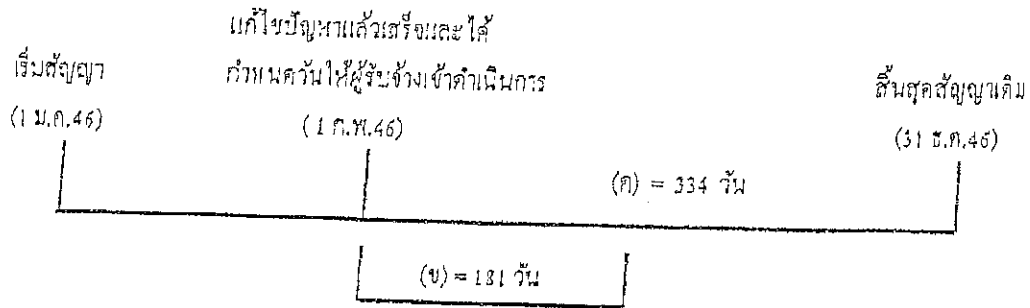 แก้ไขปัญหาแล้วเสร็จและได้
กำหนดวันให้ผู้รับจ้างเข้าดำเนินการ
(1 ก.พ.46)
เริ่มสัญญา
(1 ม.ค.46)
สิ้นสุดสัญญาเดิม
(31 ธ.ค.46)
(ค) = 334 วัน
(ข) = 181 วัน